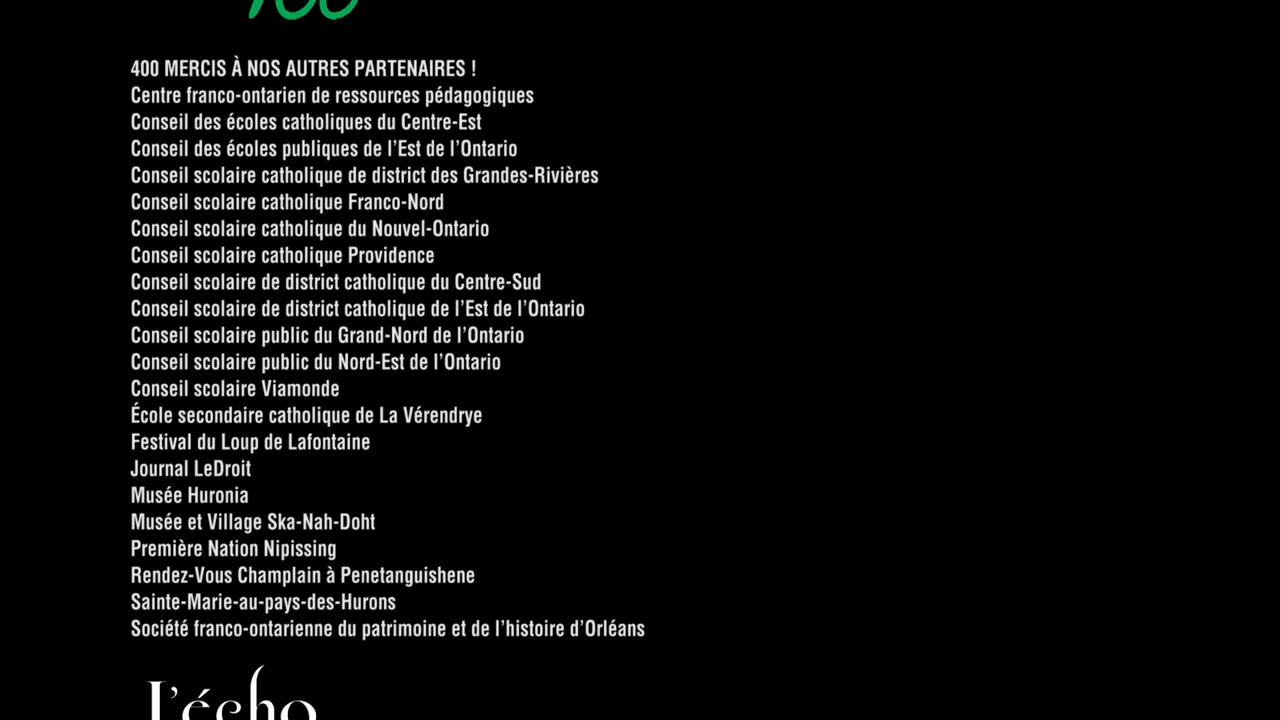 400 MERCIS À NOS AUTRES PARTENAIRES !
Centre franco-ontarien de ressources pédagogiques
Conseil des écoles catholiques du Centre-Est
Conseil des écoles publiques de l’Est de l’Ontario
Conseil scolaire catholique de district des Grandes-Rivières
Conseil scolaire catholique Franco-Nord
Conseil scolaire catholique du Nouvel-Ontario
Conseil scolaire catholique Providence
Conseil scolaire de district catholique du Centre-Sud
Conseil scolaire de district catholique de l’Est de l’Ontario
Conseil scolaire public du Grand-Nord de l’Ontario
Conseil scolaire public du Nord-Est de l’Ontario
Conseil scolaire Viamonde
École secondaire catholique de La Vérendrye
Festival du Loup de Lafontaine
Journal LeDroit
Musée Huronia
Musée et Village Ska-Nah-Doht
Première Nation Nipissing
Rendez-Vous Champlain à Penetanguishene
Sainte-Marie-au-pays-des-Hurons
Société franco-ontarienne du patrimoine et de l’histoire d’Orléans
L’écho